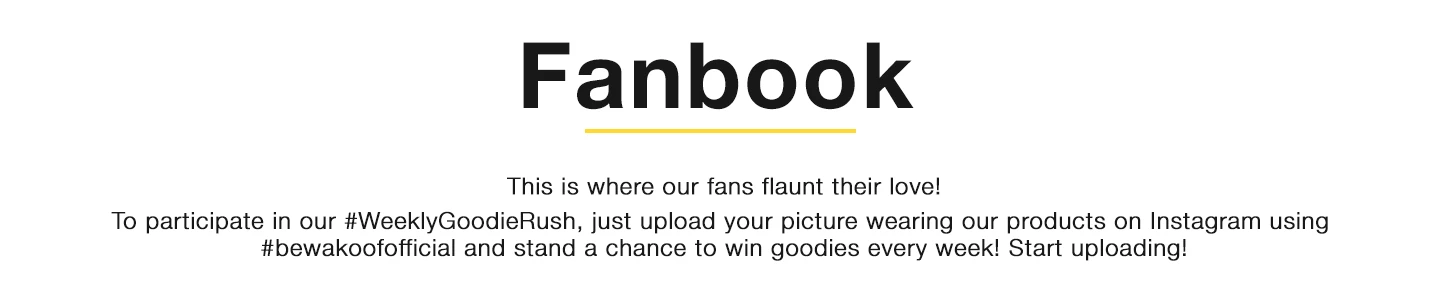 Fanbook
This is where our fans flaunt their love!
To participate in our #WeeklyGoodieRush, just upload your picture wearing our products on Instagram using
#bewakoofofficial and stand a chance to win goodies every week! Start uploading!